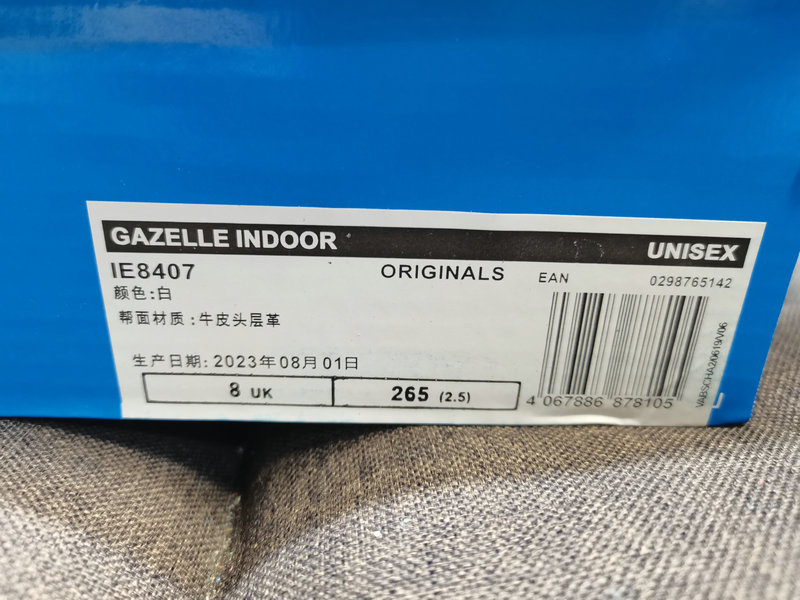 GAZELLE INDOOR
UNISEX
IE8407
ORIGINALS
EAN
0298765142
颜色:白
帮面材质:牛皮头层革
生产日期:2023年08月01日
8 UK
265 (2.5)
4 067886 878105